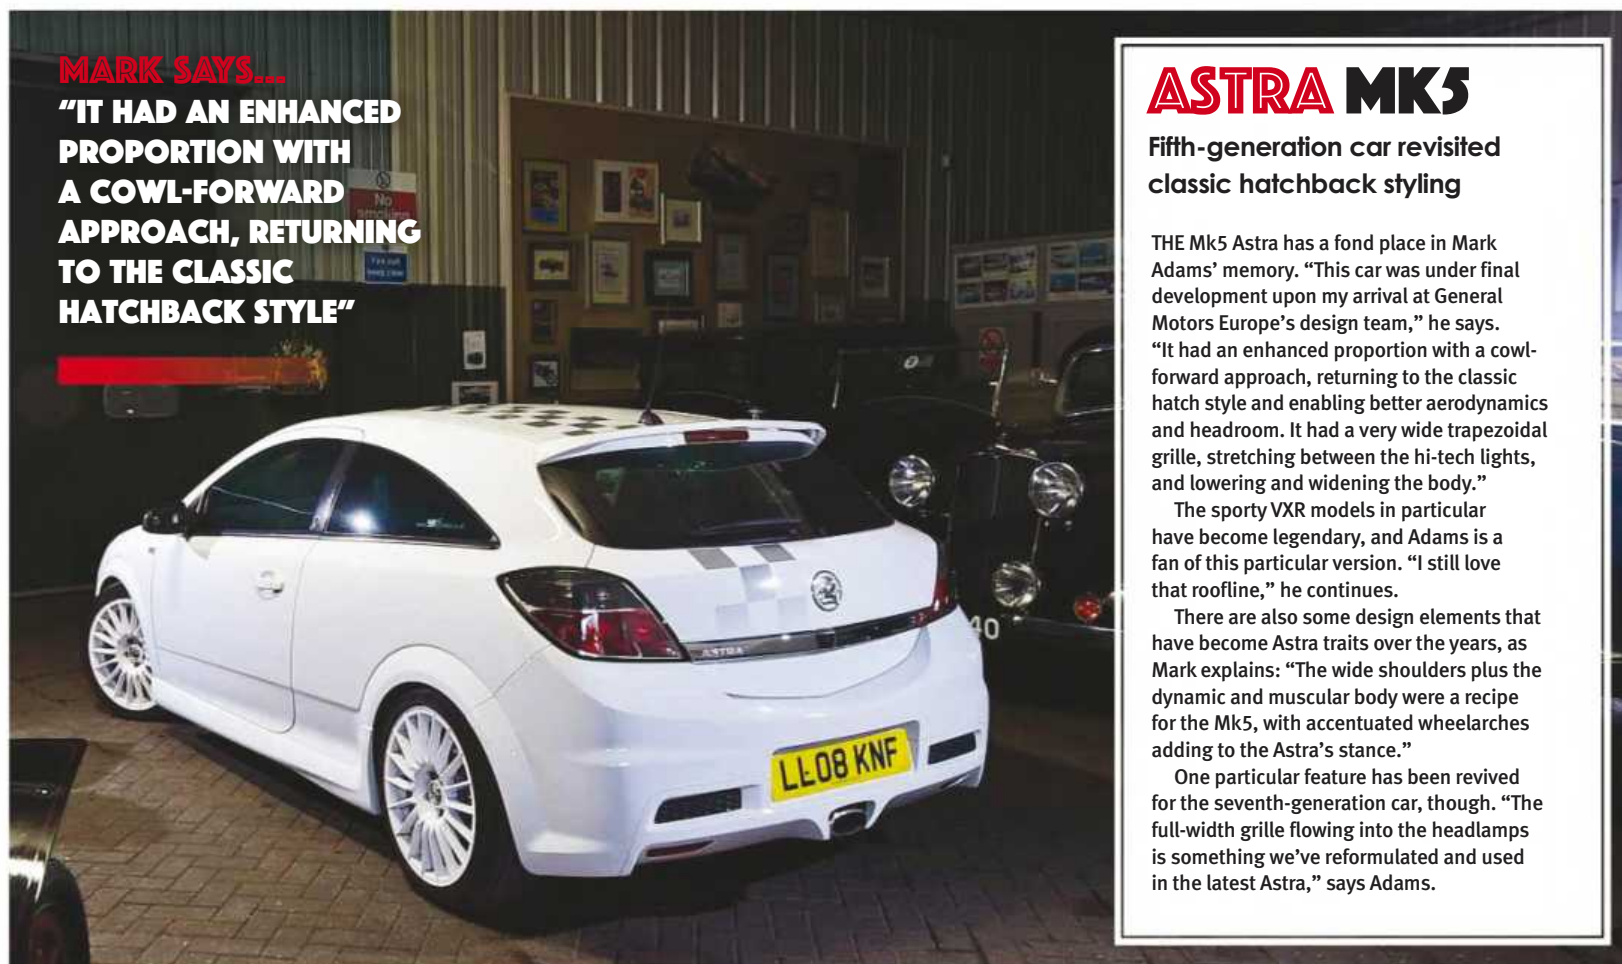 MARK SAYS...
“IT HAD AN ENHANCED
PROPORTION WITH
A COWL-FORWARD
APPROACH, RETURNING
TO THE CLASSIC
HATCHBACK STYLE”
No
smoking
ASTRA
LL08 KNF
40
ASTRA MK5
Fifth-generation car revisited
classic hatchback styling
THE Mk5 Astra has a fond place in Mark
Adams’ memory. “This car was under final
development upon my arrival at General
Motors Europe’s design team,” he says.
“It had an enhanced proportion with a cowl-
forward approach, returning to the classic
hatch style and enabling better aerodynamics
and headroom. It had a very wide trapezoidal
grille, stretching between the hi-tech lights,
and lowering and widening the body.”
The sporty VXR models in particular
have become legendary, and Adams is a
fan of this particular version. “I still love
that roofline,” he continues.
There are also some design elements that
have become Astra traits over the years, as
Mark explains: “The wide shoulders plus the
dynamic and muscular body were a recipe
for the Mk5, with accentuated wheelarches
adding to the Astra’s stance.”
One particular feature has been revived
for the seventh-generation car, though. “The
full-width grille flowing into the headlamps
is something we’ve reformulated and used
in the latest Astra,” says Adams.